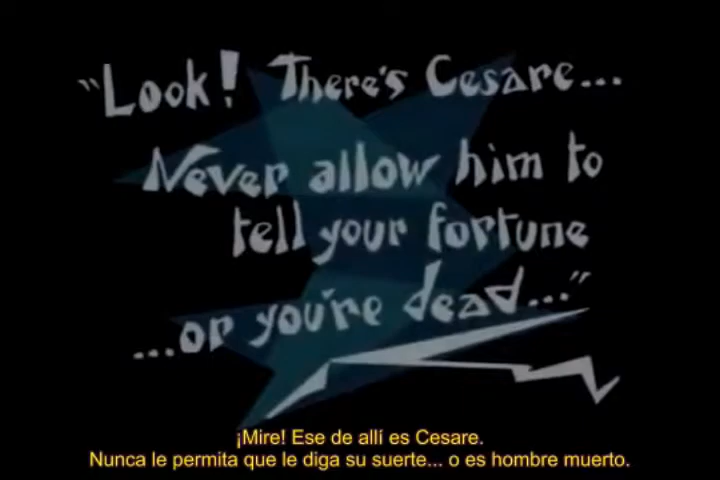 “Look! There's Cesare...
Never allow him to
tell your fortune
...or you're dead...”
¡Mire! Ese de allí es Cesare.
Nunca le permita que le diga su suerte... o es hombre muerto.